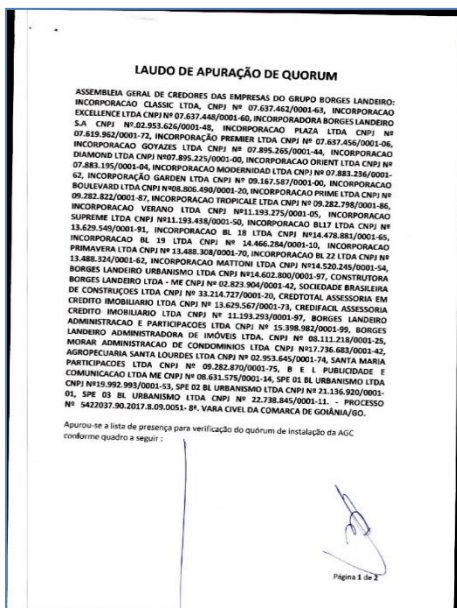 LAUDO DE APURAÇÃO DE QUORUM
ASSEMBLEIA GERAL DE CREDORES DAS EMPRESAS DO GRUPO BORGES LANDEIRO:
INCORPORACAO CLASSIC LTDA, CNPJ Nº 07.637.462/0001-63, INCORPORACAO
EXCELLENCE LTDA CNPJ Nº 07.637.448/0001-60, INCORPORADORA BORGES LANDEIRO
S.A CNPJ Nº.02.953.626/0001-48, INCORPORACAO PLAZA LTDA CNPJ Nº
07.619.962/0001-72, INCORPORAÇÃO PREMIER LTDA CNPJ Nº 07.637.456/0001-06,
INCORPORACAO GOYAZES LTDA CNPJ Nº 07.895.265/0001-44, INCORPORACAO
DIAMOND LTDA CNPJ Nº07.895.225/0001-00, INCORPORACAO ORIENT LTDA CNPJ Nº
07.883.195/0001-04, INCORPORACAO MODERNIDAD LTDA CNPJ Nº 07.883.236/0001-
62, INCORPORAÇÃO GARDEN LTDA CNPJ Nº 09.167.587/0001-00, INCORPORACAO
BOULEVARD LTDA CNPJ Nº08.806.490/0001-20, INCORPORACAO PRIME LTDA CNPJ Nº
09.282.822/0001-87, INCORPORACAO TROPICALE LTDA CNPJ Nº 09.282.798/0001-86,
INCORPORACAO VERANO LTDA CNPJ Nº11.193.275/0001-05, INCORPORACAO
SUPREME LTDA CNPJ Nº11.193.438/0001-50, INCORPORACAO BL17 LTDA CNPJ Nº
13.629.549/0001-91, INCORPORACAO BL 18 LTDA CNPJ Nº14.478.881/0001-65,
INCORPORACAO BL 19 LTDA CNPJ Nº 14.466.284/0001-10, INCORPORACAO
PRIMAVERA LTDA CNPJ Nº 13.488.308/0001-70, INCORPORACAO BL 22 LTDA CNPJ Nº
13.488.324/0001-62, INCORPORACAO MATTONI LTDA CNPJ Nº14.520.245/0001-54,
BORGES LANDEIRO URBANISMO LTDA CNPJ Nº14.602.800/0001-97, CONSTRUTORA
BORGES LANDEIRO LTDA - ME CNPJ Nº 02.823.904/0001-42, SOCIEDADE BRASILEIRA
DE CONSTRUÇOES LTDA CNPJ Nº 33.214.727/0001-20, CREDTOTAL ASSESSORIA EM
CREDITO IMOBILIARIO LTDA CNPJ Nº 13.629.567/0001-73, CREDIFACIL ASSESSORIA
CREDITO IMOBILIARIO LTDA CNPJ Nº 11.193.293/0001-97, BORGES LANDEIRO
ADMINISTRACAO E PARTICIPACOES LTDA CNPJ Nº 15.398.982/0001-99, BORGES
LANDEIRO ADMINISTRADORA DE IMÓVEIS LTDA. CNPJ Nº 08.111.218/0001-25,
MORAR ADMINISTRACAO DE CONDOMINIOS LTDA CNPJ Nº17.736.683/0001-42,
AGROPECUARIA SANTA LOURDES LTDA CNPJ Nº 02.953.645/0001-74, SANTA MARIA
PARTICIPACOES LTDA CNPJ Nº 09.282.870/0001-75, B E L PUBLICIDADE E
COMUNICACAO LTDA ME CNPJ Nº 08.631.575/0001-14, SPE 01 BL URBANISMO LTDA
CNPJ Nº19.992.993/0001-53, SPE 02 BL URBANISMO LTDA CNPJ Nº 21.136.920/0001-
01, SPE 03 BL URBANISMO LTDA CNPJ Nº 22.738.845/0001-11. - PROCESSO
Nº 5422037.90.2017.8.09.0051- 8ª. VARA CIVEL DA COMARCA DE GOIÂNIA/GO.
Apurou-se a lista de presença para verificação do quórum de instalação da AGC
conforme quadro a seguir :
Página 1 de 2